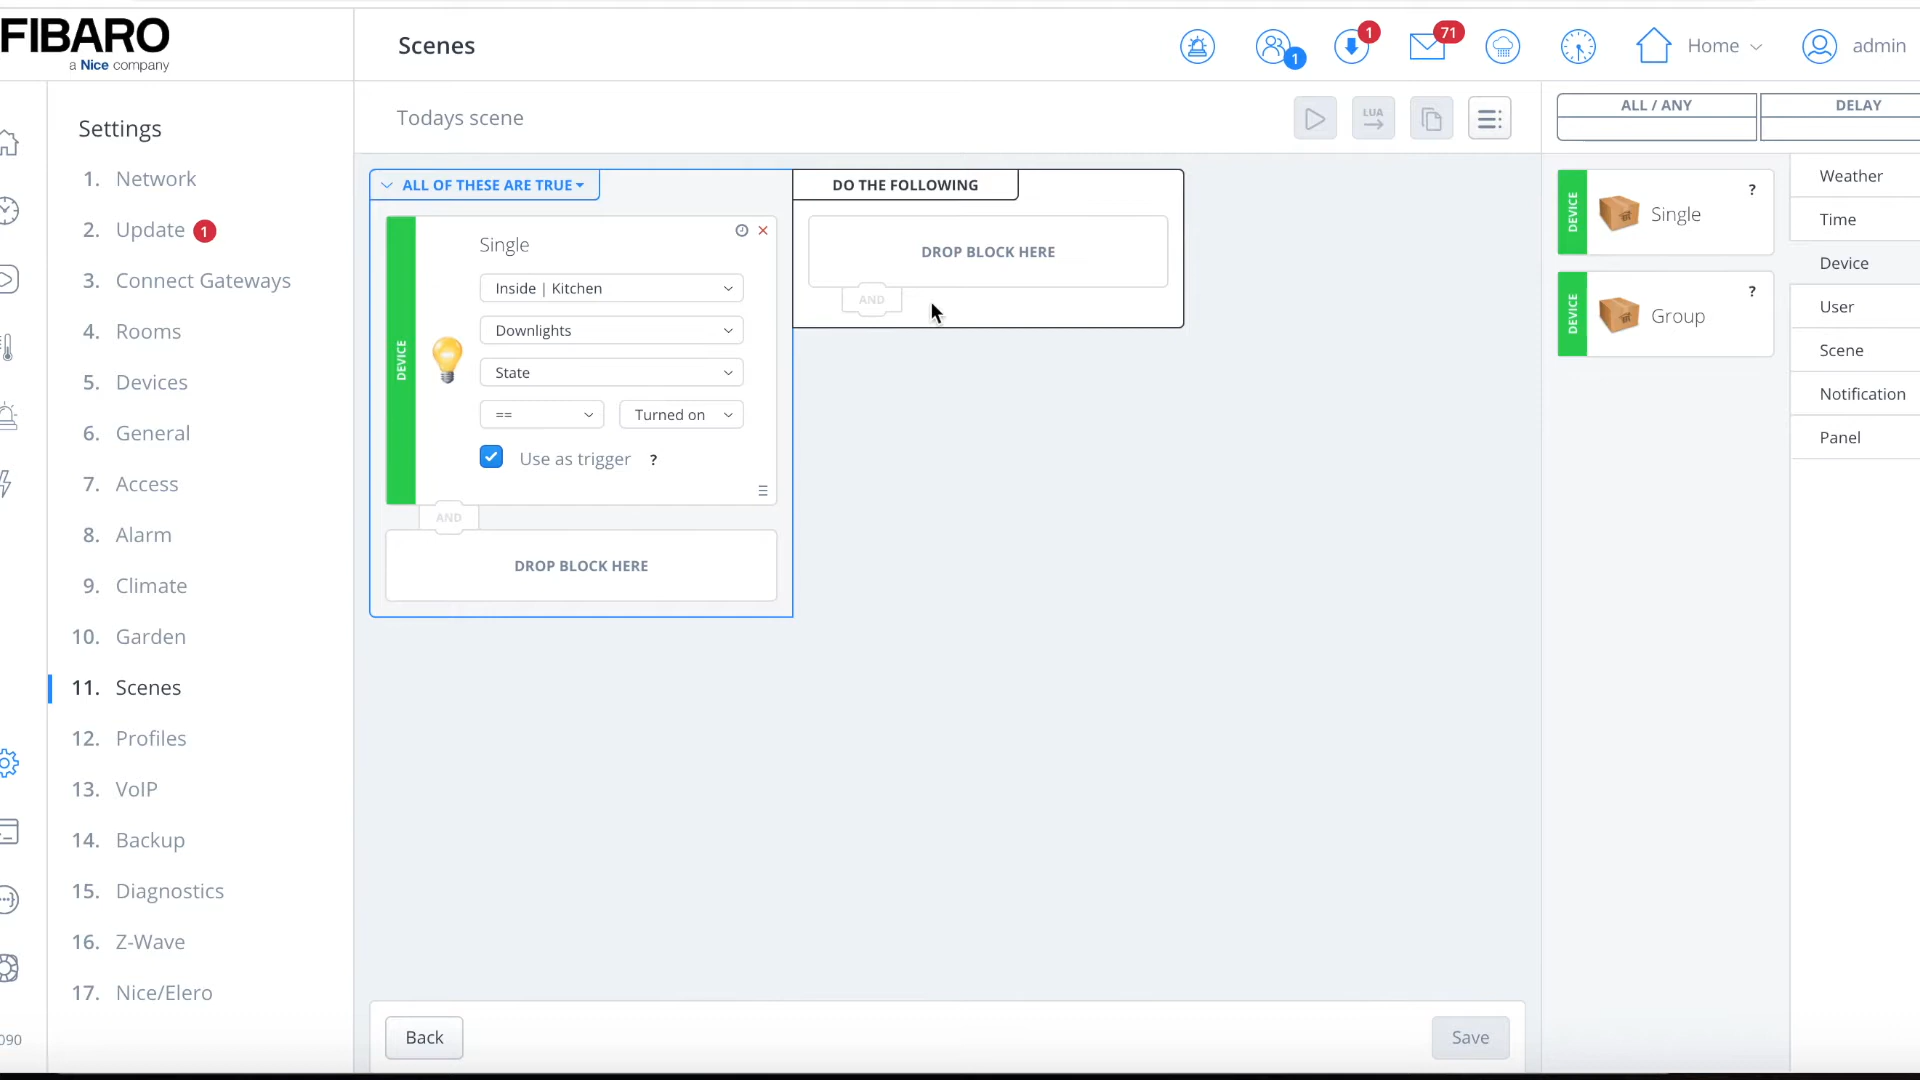 FIBARO
a Nice company
Scenes
1
1
71
Home
admin
Settings
1. Network
2. Update 1
3. Connect Gateways
4. Rooms
5. Devices
6. General
7. Access
8. Alarm
9. Climate
10. Garden
11. Scenes
12. Profiles
13. VoIP
14. Backup
15. Diagnostics
16. Z-Wave
17. Nice/Elero
090
Todays scene
LUA
ALL OF THESE ARE TRUE
DEVICE
Single
Inside | Kitchen
Downlights
State
==
Turned on
Use as trigger ?
AND
DROP BLOCK HERE
DO THE FOLLOWING
DROP BLOCK HERE
AND
Back
Save
ALL / ANY
DELAY
DEVICE
Single
?
DEVICE
Group
?
Weather
Time
Device
User
Scene
Notification
Panel